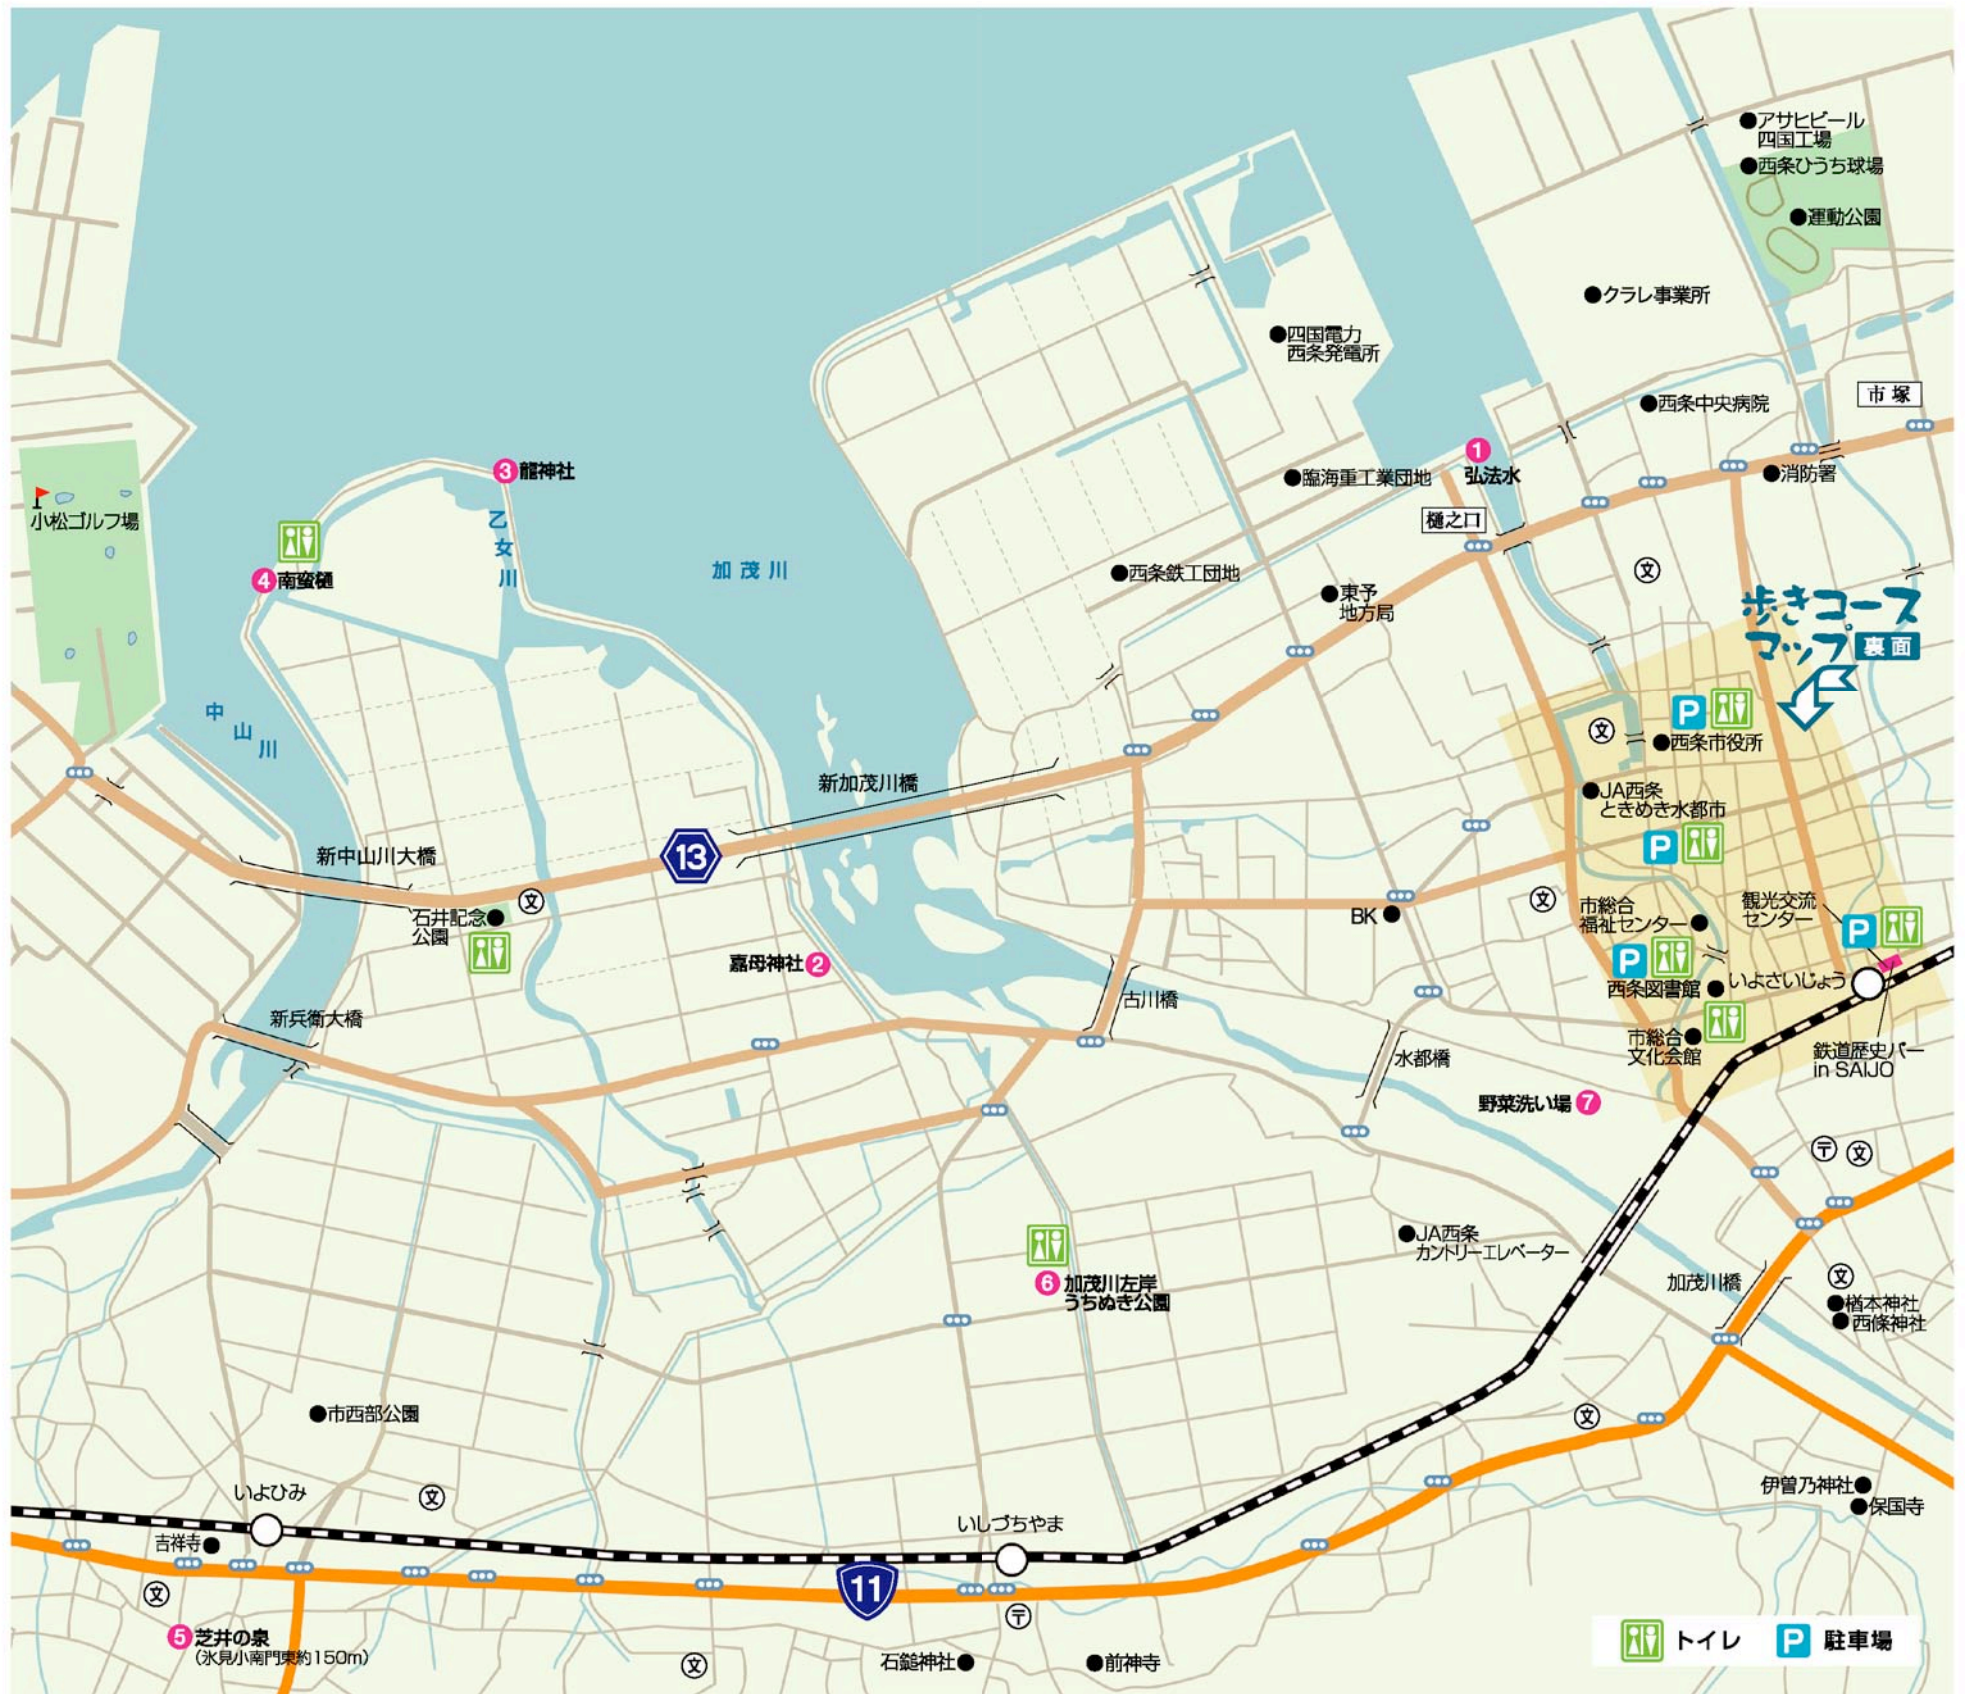 アサヒビール
四国工場
西条ひうち球場
運動公園
クラレ事業所
四国電力
西条発電所
市塚
西条中央病院
1
弘法水
消防署
臨海重工業団地
3 龍神社
小松ゴルフ場
乙女川
加茂川
樋之口
4 南蛮樋
西条鉄工団地
東予
地方局
文
歩きコース
マップ 裏面
中山川
P
文
西条市役所
新加茂川橋
JA西条
ときめき水都市
P
13
新中山川大橋
文
石井記念
公園
BK
文
市総合
福祉センター
観光交流
センター
P
嘉母神社 2
P
西条図書館
いよさいじょう
古川橋
新兵衛大橋
市総合
文化会館
水都橋
鉄道歴史パーク
in SAIJO
野菜洗い場 7
〒
文
JA西条
カントリーエレベーター
6 加茂川左岸
うちぬき公園
加茂川橋
文
楢本神社
西條神社
市西部公園
文
伊曽乃神社
保国寺
いよひみ
文
いしづちやま
吉祥寺
11
文
〒
5 芝井の泉
(氷見小南門東約150m)
文
石鎚神社
前神寺
トイレ
P 駐車場